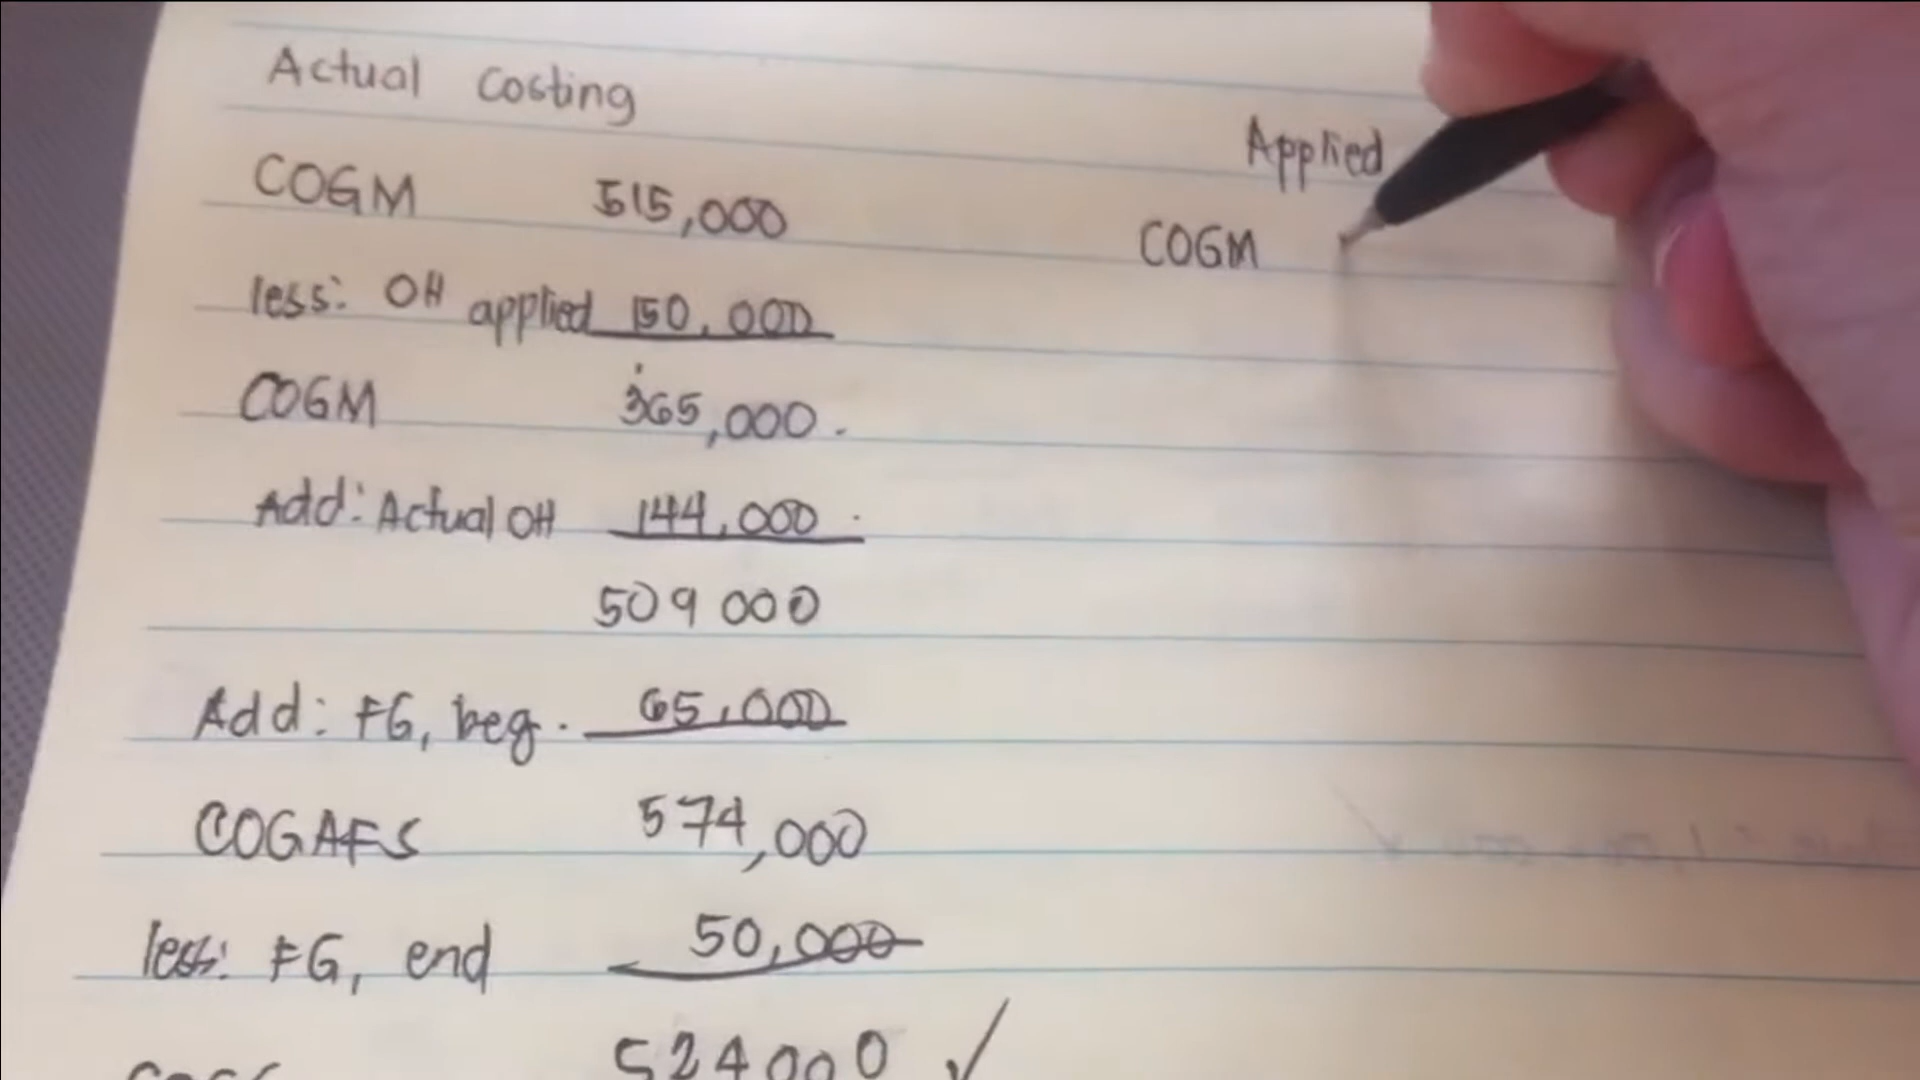 Actual Costing
COGM 515,000
less: OH applied 150,000
COGM 365,000.
Add: Actual OH 144,000
509 000
Add: FG, beg. 65,000
COGAFS 574,000
less: FG, end 50,000
524000 ✓
Applied
COGM